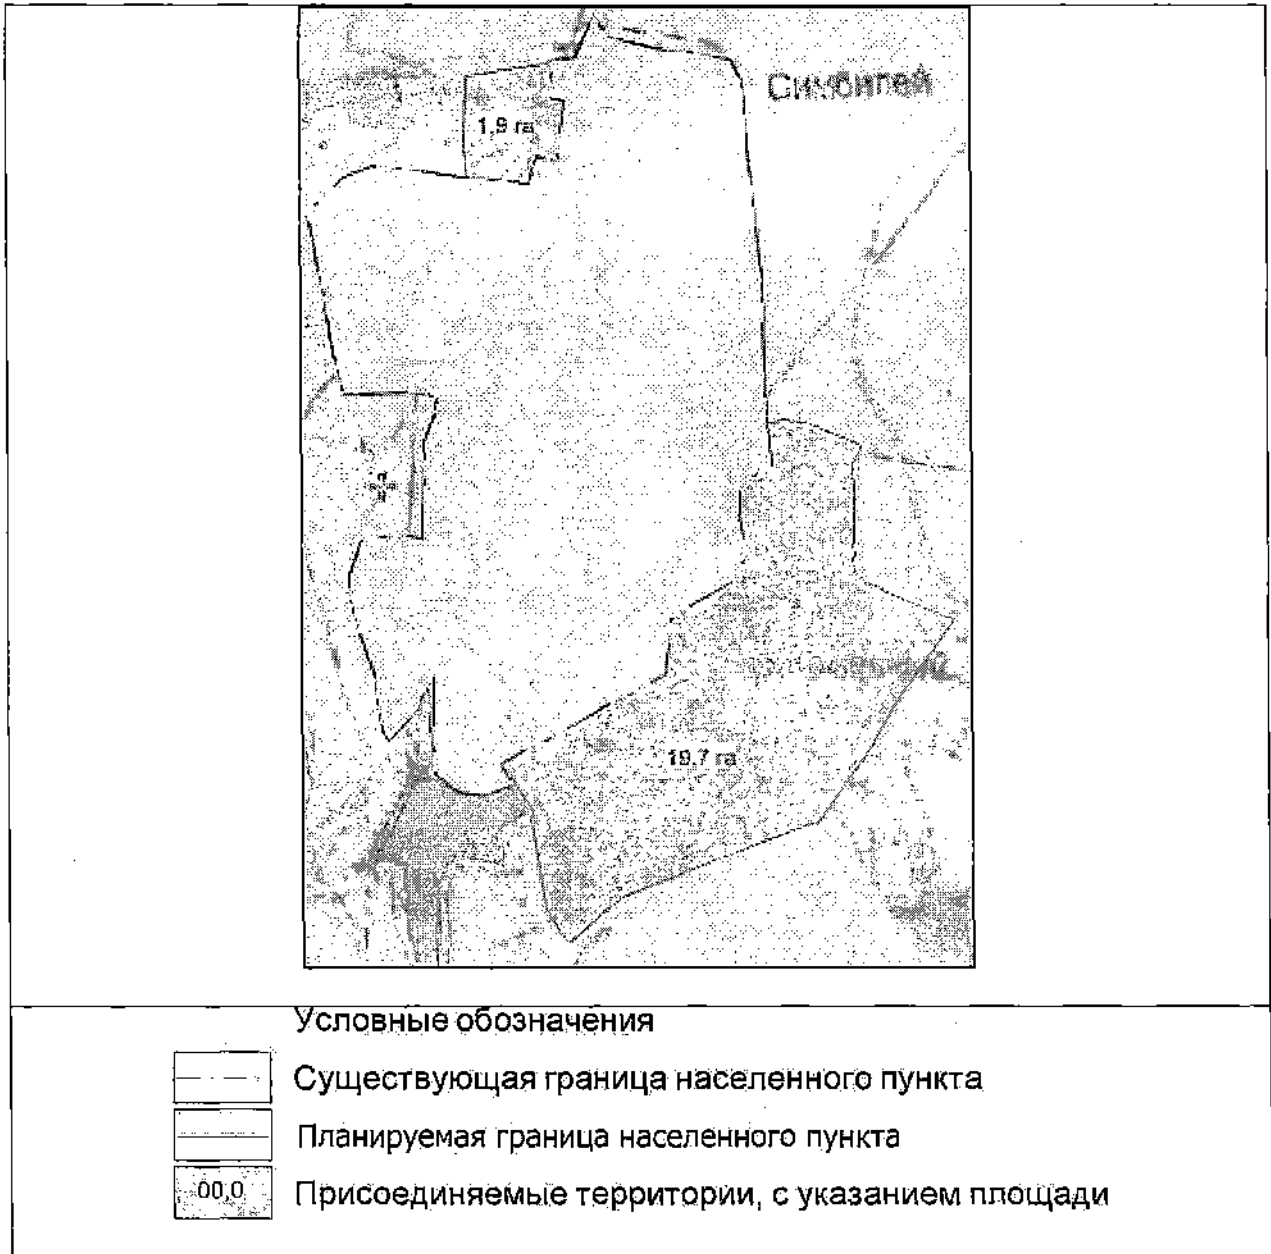 Симбилей
1,9 га
19,7 га
Условные обозначения
Существующая граница населенного пункта
Планируемая граница населенного пункта
00,0
Присоединяемые территории, с указанием площади